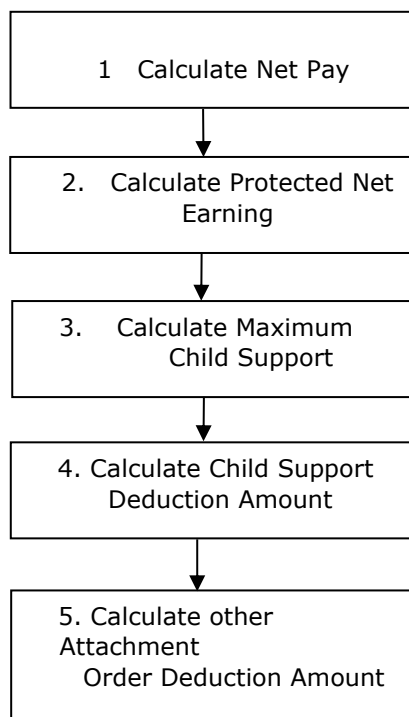 1 Calculate Net Pay
2. Calculate Protected Net
Earning
3. Calculate Maximum
Child Support
4. Calculate Child Support
Deduction Amount
5. Calculate other
Attachment
Order Deduction Amount